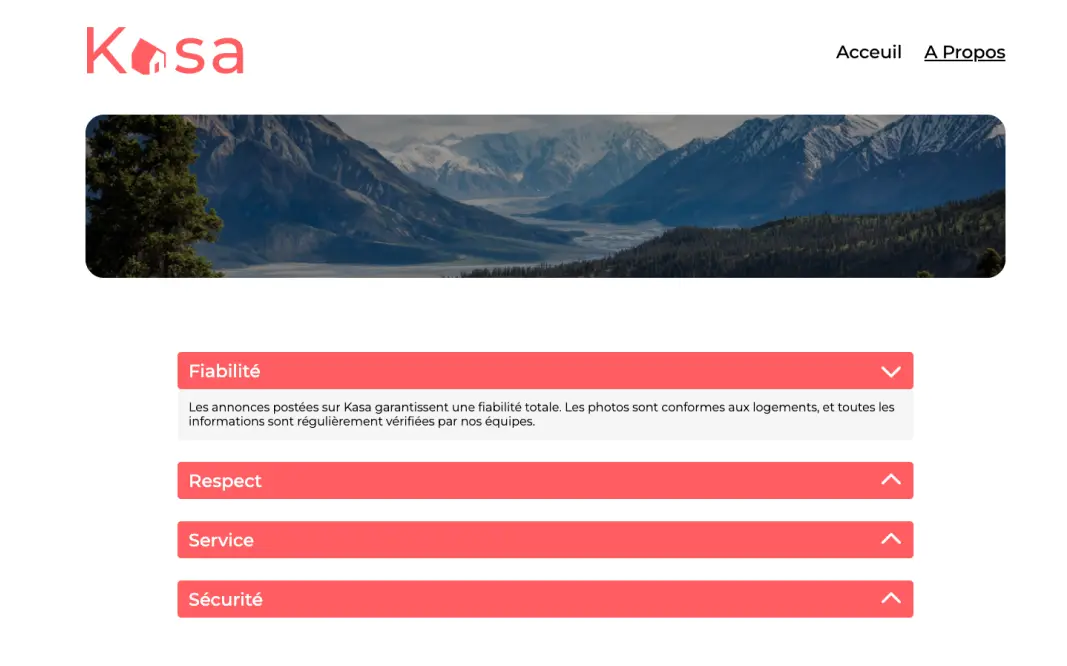 Kasa
Acceuil
A Propos
Fiabilité
Les annonces postées sur Kasa garantissent une fiabilité totale. Les photos sont conformes aux logements, et toutes les
informations sont régulièrement vérifiées par nos équipes.
Respect
Service
Sécurité